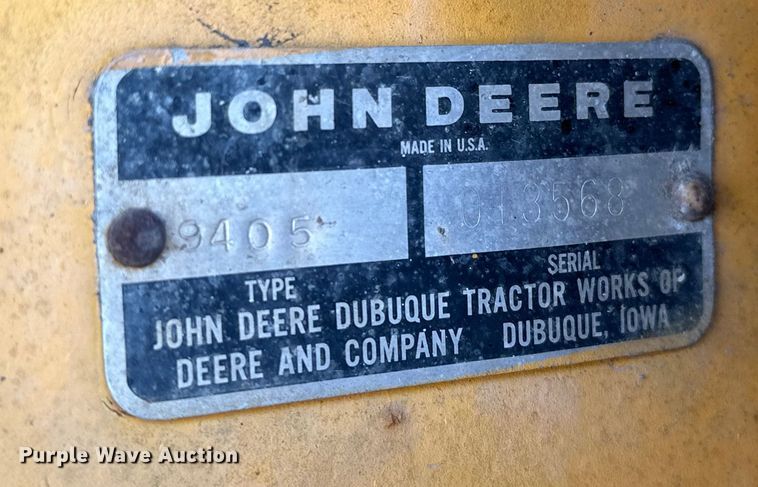 JOHN DEERE
MADE IN U.S.A.
9405
013568
TYPE
SERIAL
JOHN DEERE DUBUQUE TRACTOR WORKS OF
DEERE AND COMPANY DUBUQUE, IOWA
Purple Wave Auction